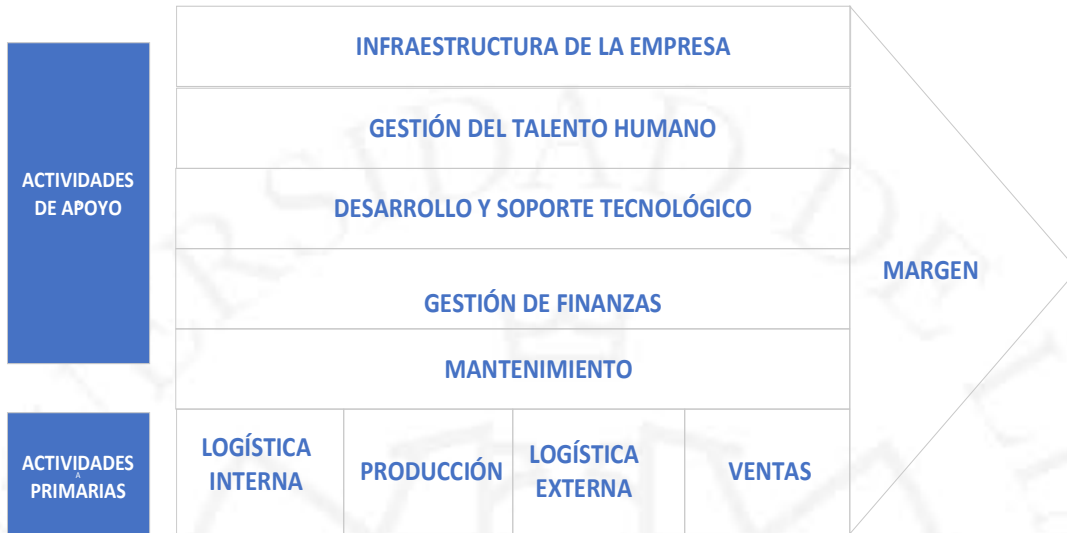 INFRAESTRUCTURA DE LA EMPRESA
GESTIÓN DEL TALENTO HUMANO
ACTIVIDADES
DE APOYO
DESARROLLO Y SOPORTE TECNOLÓGICO
GESTIÓN DE FINANZAS
MANTENIMIENTO
MARGEN
ACTIVIDADES
PRIMARIAS
LOGÍSTICA
INTERNA
PRODUCCIÓN
LOGÍSTICA
EXTERNA
VENTAS